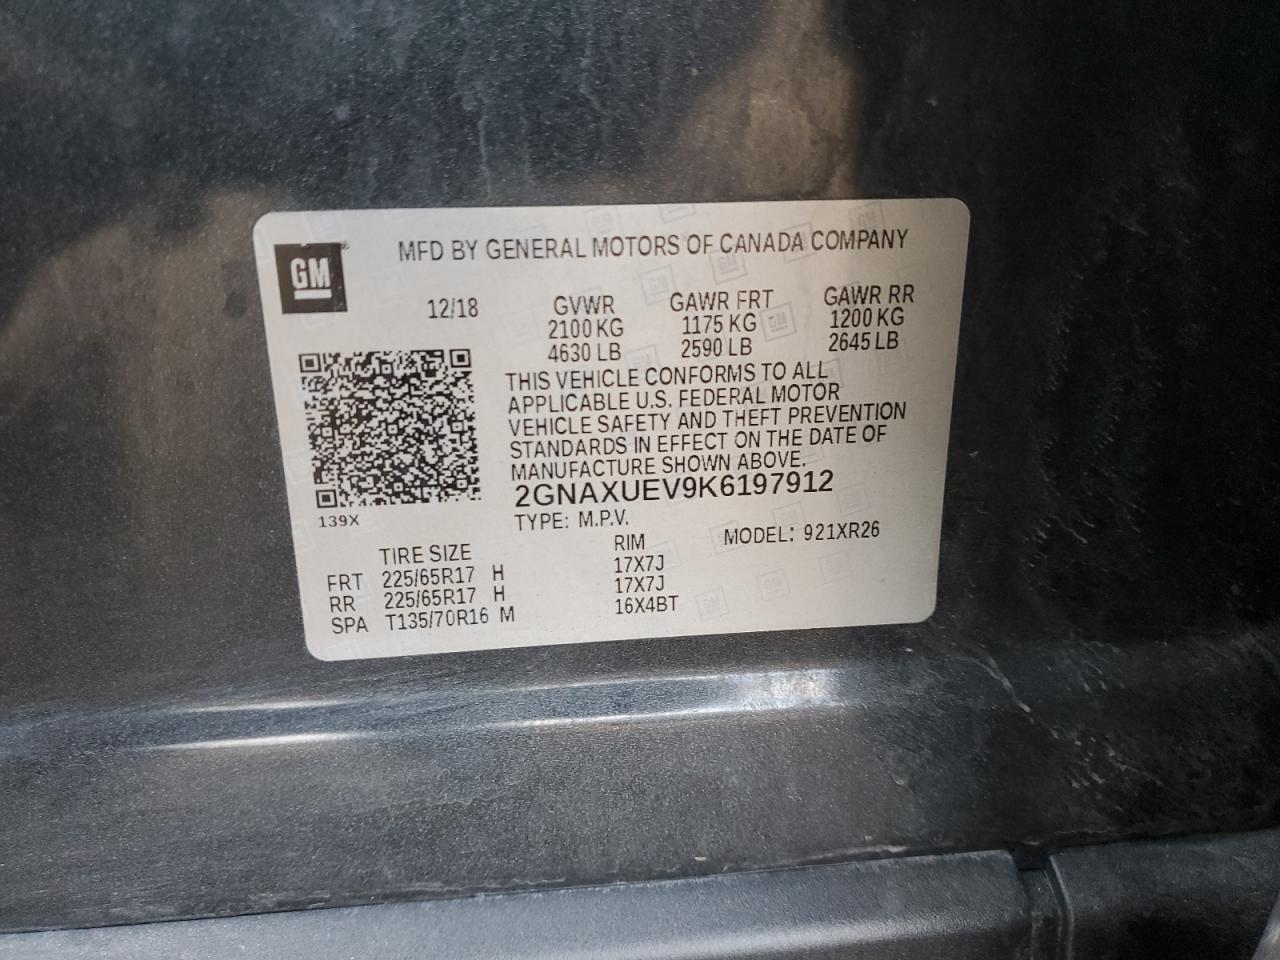 GM
MFD BY GENERAL MOTORS OF CANADA COMPANY
12/18 GVWR GAWR FRT GAWR RR
2100 KG 1175 KG 1200 KG
4630 LB 2590 LB 2645 LB
THIS VEHICLE CONFORMS TO ALL
APPLICABLE U.S. FEDERAL MOTOR
VEHICLE SAFETY AND THEFT PREVENTION
STANDARDS IN EFFECT ON THE DATE OF
MANUFACTURE SHOWN ABOVE.
2GNAXUEV9K6197912
139X
TYPE: M.P.V. MODEL: 921XR26
TIRE SIZE RIM
FRT 225/65R17 H 17X7J
RR 225/65R17 H 17X7J
SPA T135/70R16 M 16X4BT